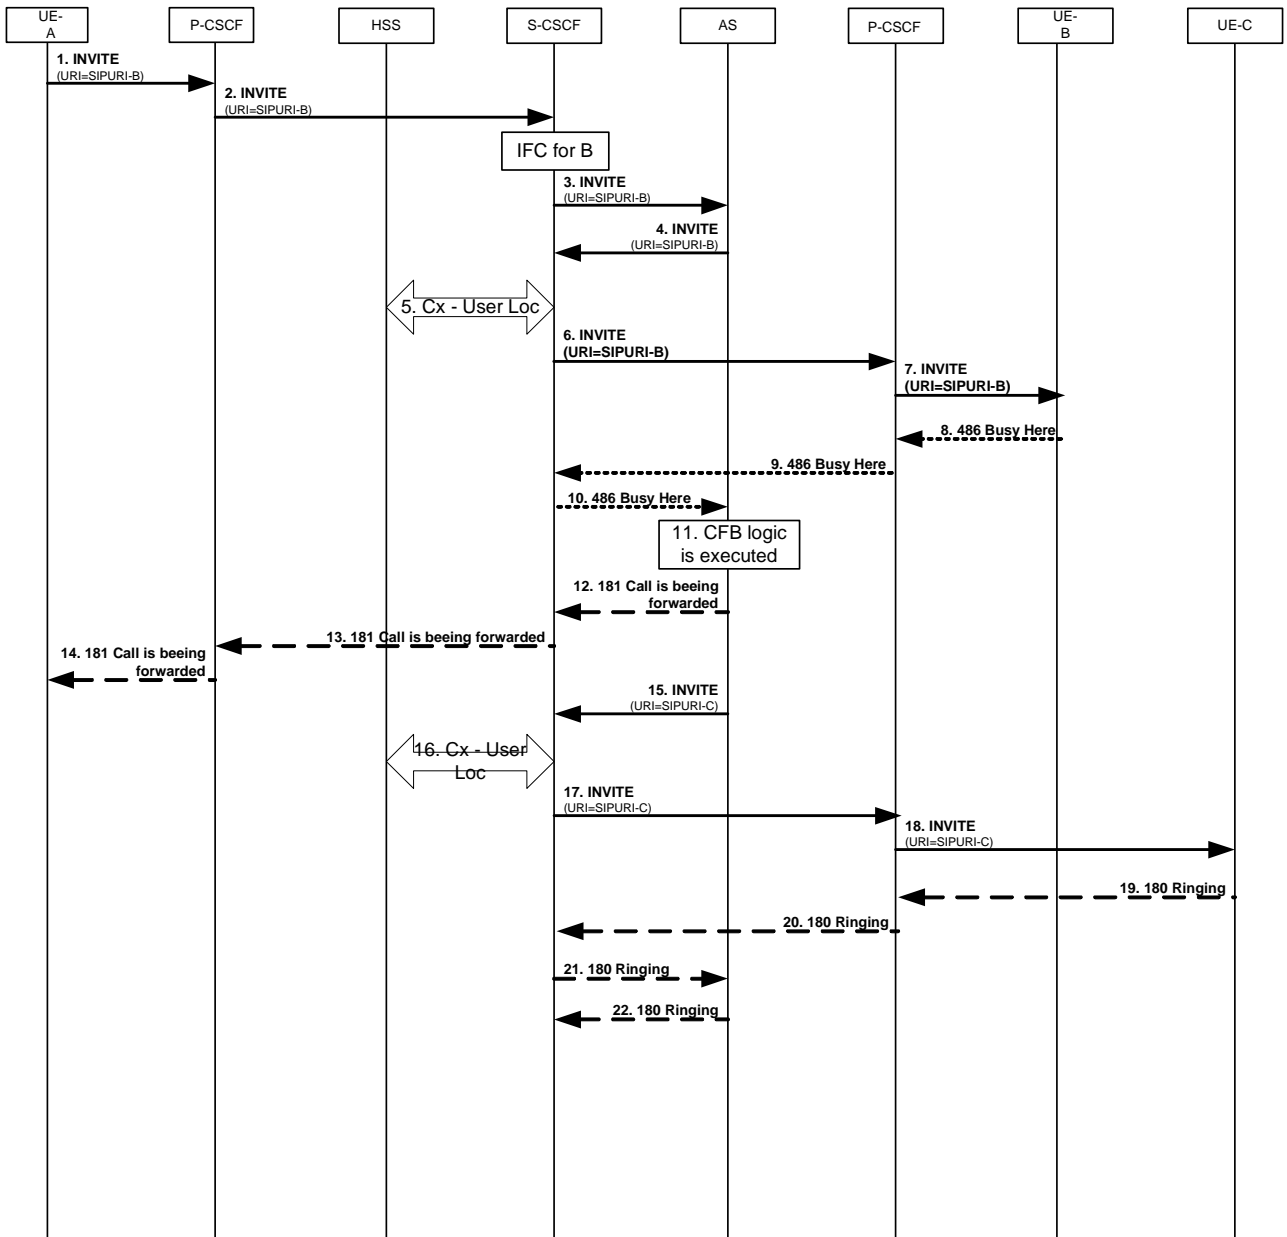 UE-
A
P-CSCF
HSS
S-CSCF
AS
P-CSCF
UE-
B
UE-C
1. INVITE
(URI=SIPURI-B)
2. INVITE
(URI=SIPURI-B)
IFC for B
3. INVITE
(URI=SIPURI-B)
4. INVITE
(URI=SIPURI-B)
5. Cx - User Loc
6. INVITE
(URI=SIPURI-B)
7. INVITE
(URI=SIPURI-B)
8. 486 Busy Here
9. 486 Busy Here
10. 486 Busy Here
11. CFB logic
is executed
12. 181 Call is beeing
forwarded
13. 181 Call is beeing forwarded
14. 181 Call is beeing
forwarded
15. INVITE
(URI=SIPURI-C)
16. Cx - User
Loc
17. INVITE
(URI=SIPURI-C)
18. INVITE
(URI=SIPURI-C)
19. 180 Ringing
20. 180 Ringing
21. 180 Ringing
22. 180 Ringing